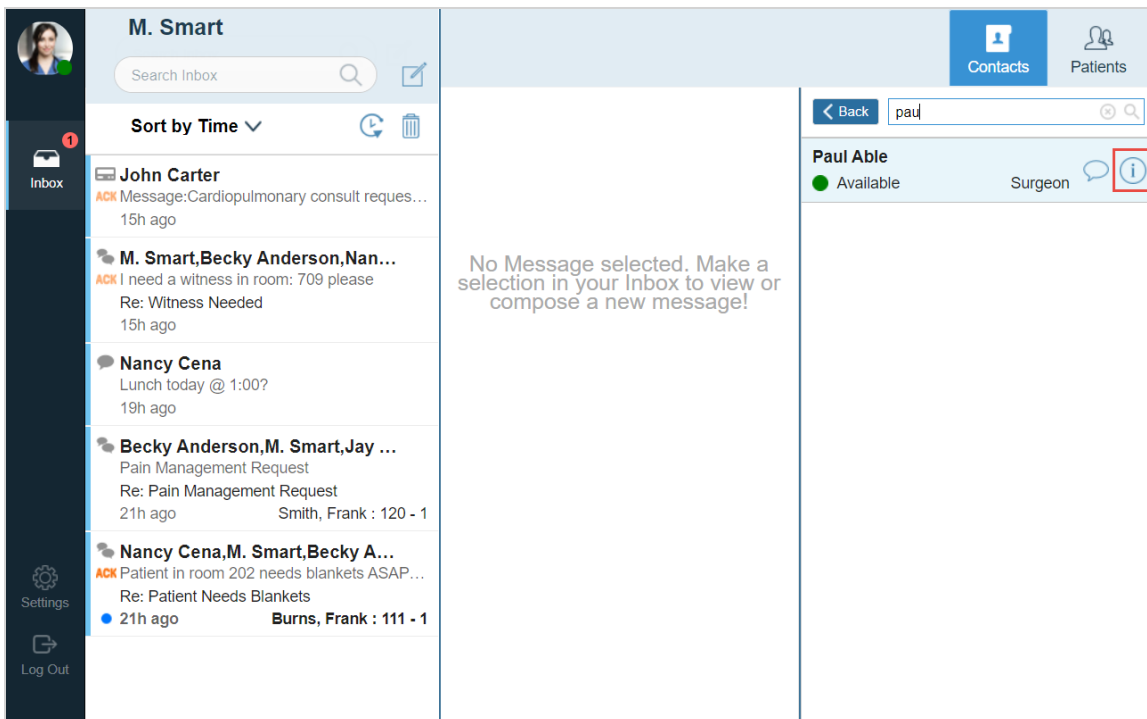 M. Smart
Search Inbox
Sort by Time
1
Inbox
John Carter
ACK Message:Cardiopulmonary consult reques…
15h ago
M. Smart,Becky Anderson,Nan…
ACK I need a witness in room: 709 please
Re: Witness Needed
15h ago
Nancy Cena
Lunch today @ 1:00?
19h ago
Becky Anderson,M. Smart,Jay …
Pain Management Request
Re: Pain Management Request
21h ago Smith, Frank : 120 - 1
Nancy Cena,M. Smart,Becky A…
ACK Patient in room 202 needs blankets ASAP…
Re: Patient Needs Blankets
21h ago Burns, Frank : 111 - 1
Settings
Log Out
No Message selected. Make a
selection in your Inbox to view or
compose a new message!
Contacts Patients
Back pau
Paul Able
Available Surgeon